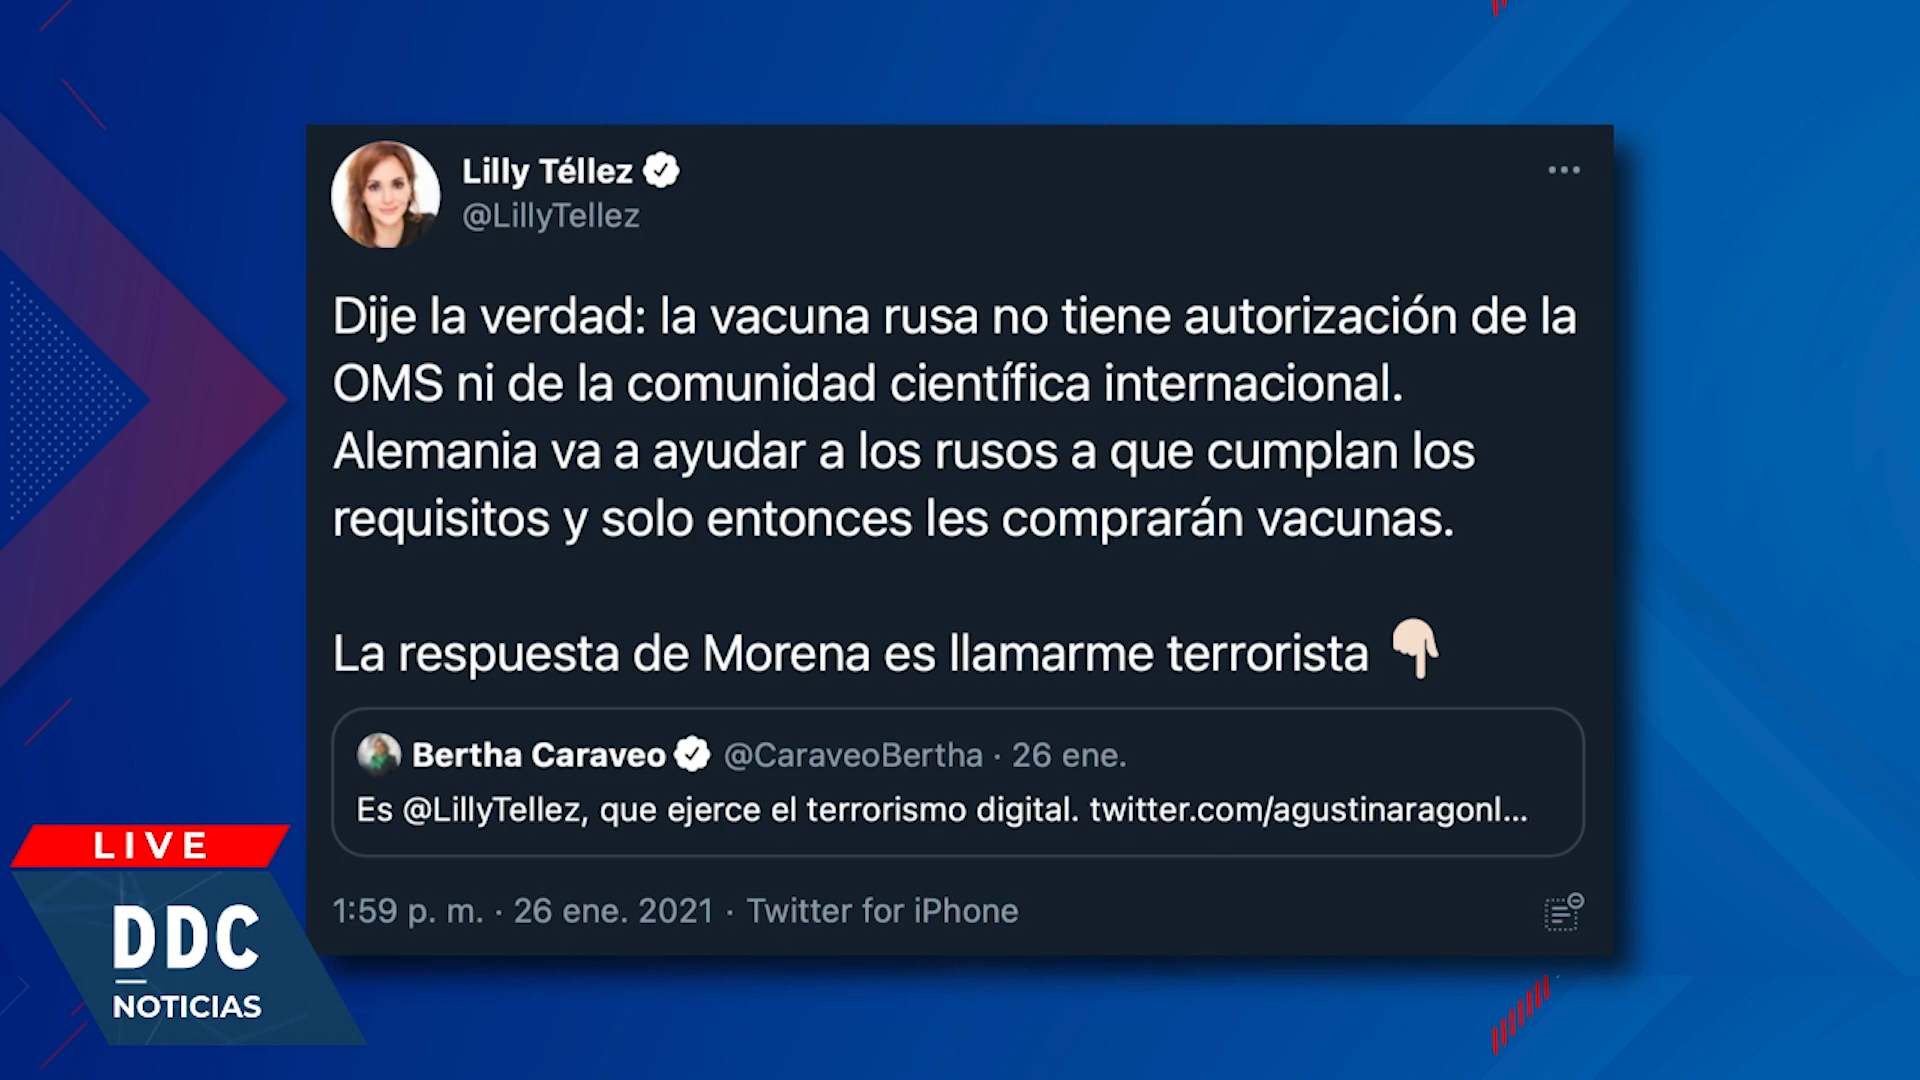 Lilly Téllez
@LillyTellez
Dije la verdad: la vacuna rusa no tiene autorización de la
OMS ni de la comunidad científica internacional.
Alemania va a ayudar a los rusos a que cumplan los
requisitos y solo entonces les comprarán vacunas.
La respuesta de Morena es llamarme terrorista 👇🏻
Bertha Caraveo @CaraveoBertha · 26 ene.
Es @LillyTellez, que ejerce el terrorismo digital. twitter.com/agustinaragonl...
1:59 p. m. · 26 ene. 2021 · Twitter for iPhone
LIVE
DDC
NOTICIAS